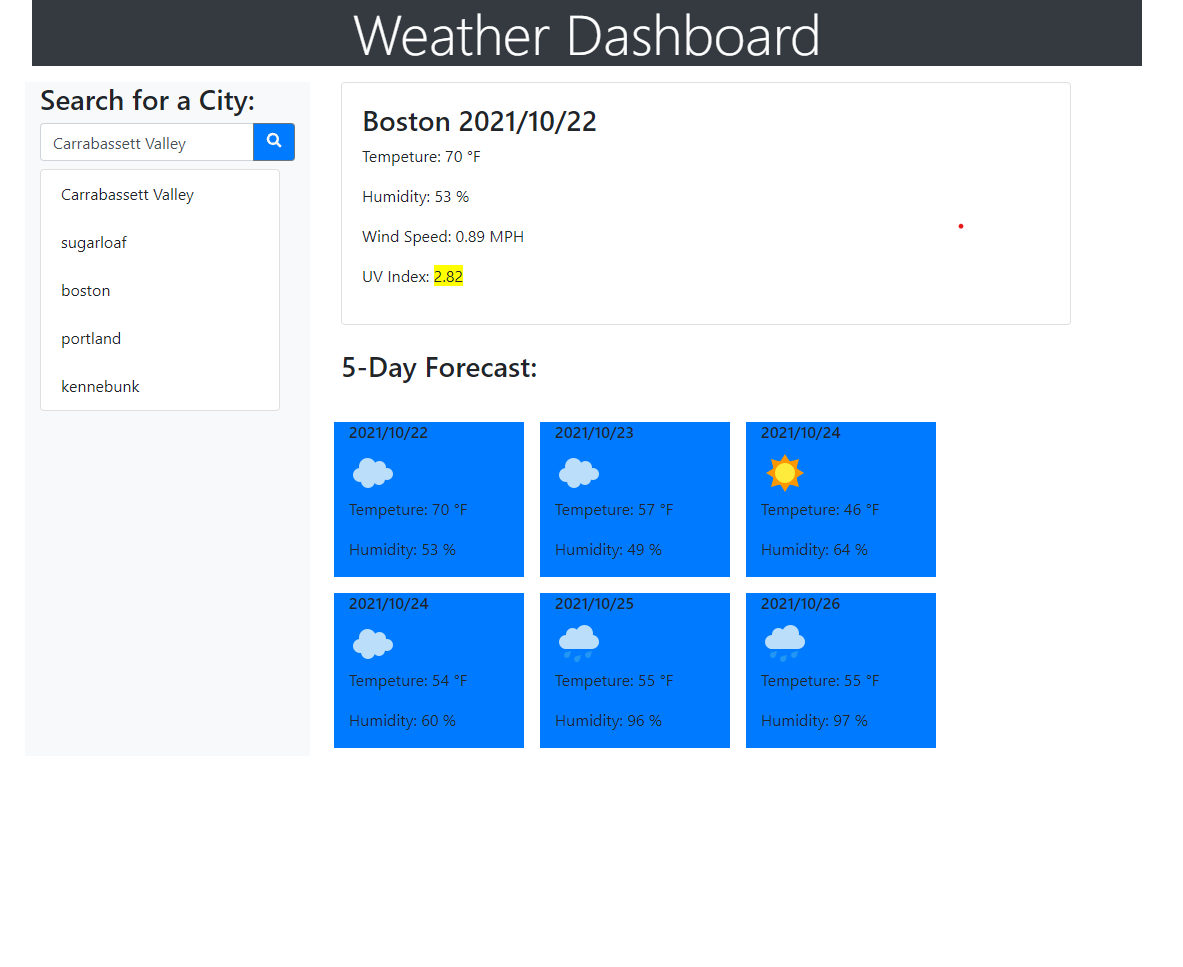 Weather Dashboard
Search for a City:
Carrabassett Valley
Carrabassett Valley
sugarloaf
boston
portland
kennebunk
Boston 2021/10/22
Tempeture: 70 °F
Humidity: 53 %
Wind Speed: 0.89 MPH
UV Index: 2.82
5-Day Forecast:
2021/10/22
Tempeture: 70 °F
Humidity: 53 %
2021/10/23
Tempeture: 57 °F
Humidity: 49 %
2021/10/24
Tempeture: 46 °F
Humidity: 64 %
2021/10/24
Tempeture: 54 °F
Humidity: 60 %
2021/10/25
Tempeture: 55 °F
Humidity: 96 %
2021/10/26
Tempeture: 55 °F
Humidity: 97 %